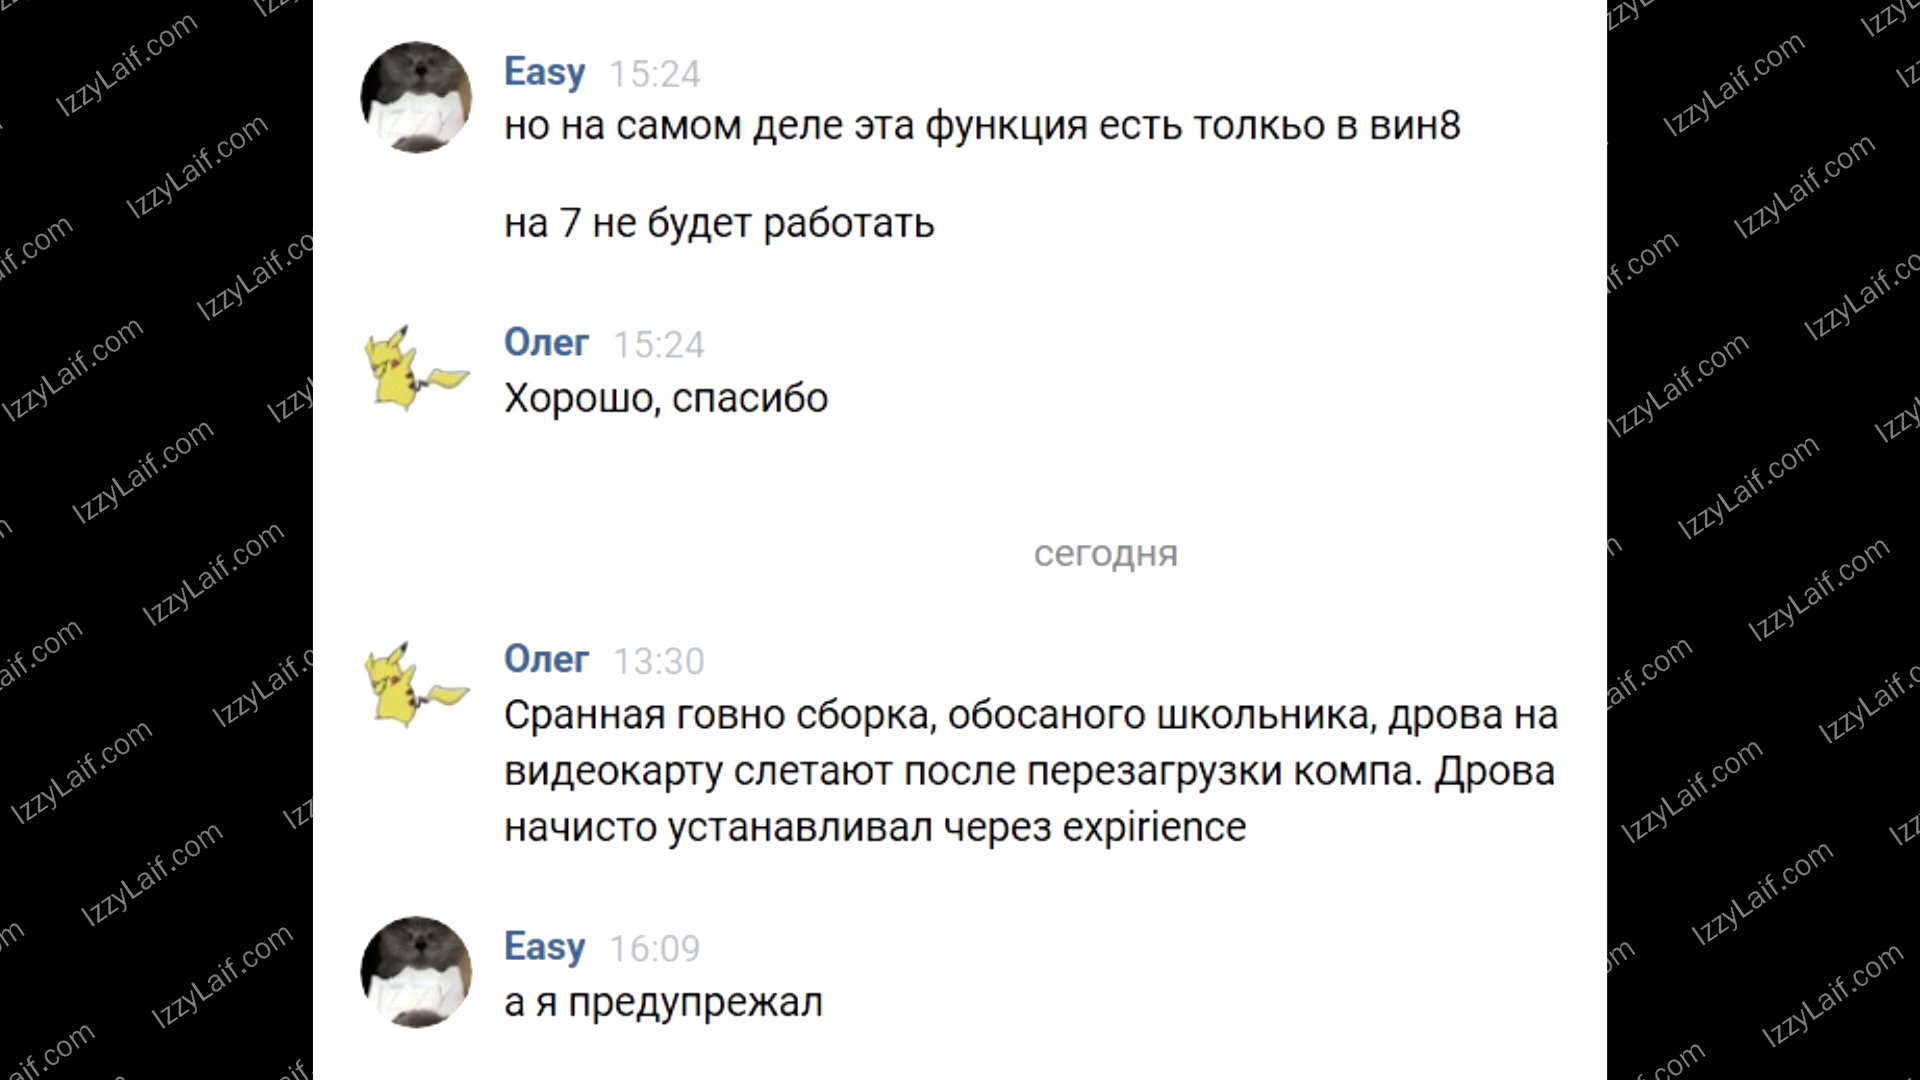 Easy 15:24
но на самом деле эта функция есть толкьо в вин8
на 7 не будет работать
Олег 15:24
Хорошо, спасибо
сегодня
Олег 13:30
Сранная говно сборка, обосаного школьника, дрова на
видеокарту слетают после перезагрузки компа. Дрова
начисто устанавливал через expirience
Easy 16:09
а я предупрежал
IzzyLaif.com